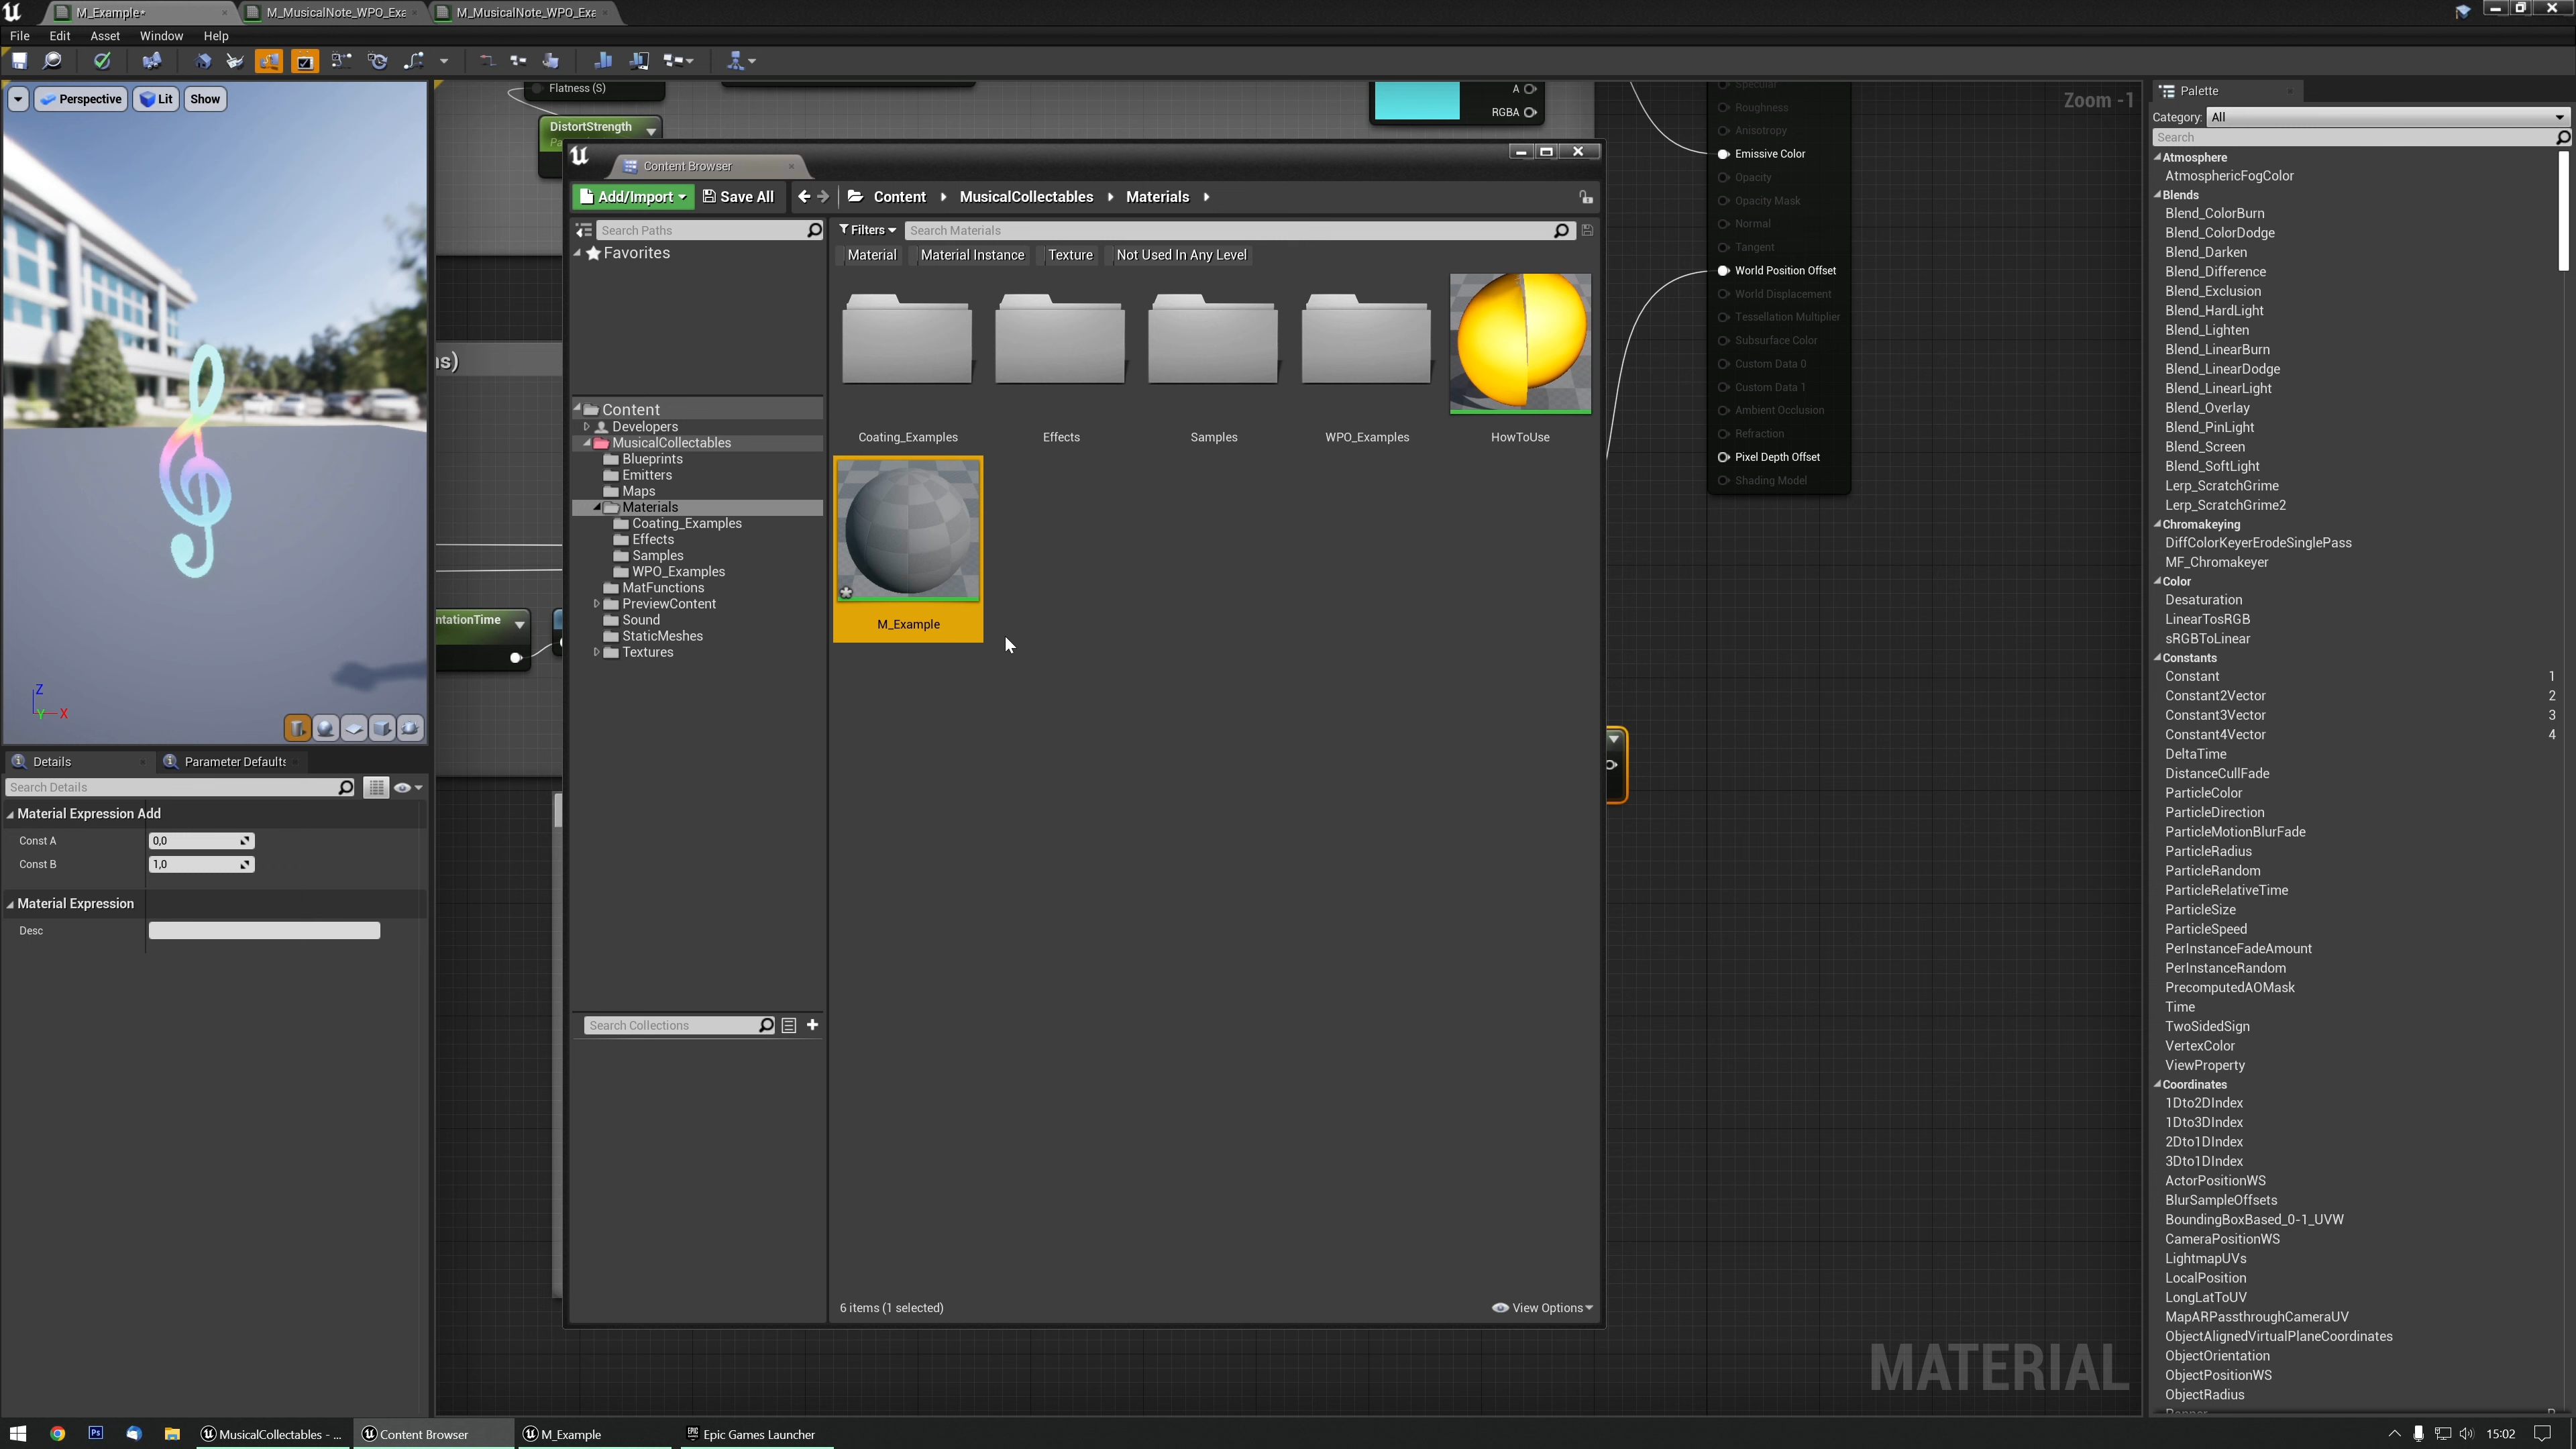 M_Example*
M_MusicalNote_WPO_Exa
M_MusicalNote_WPO_Exa
File Edit Asset Window Help
Perspective
Lit
Show
Z
Y
X
Details
Parameter Defaults
Search Details
Material Expression Add
Const A 0,0
Const B 1,0
Material Expression
Desc
Flatness (S)
DistortStrength
Pa
ns)
ntationTime
A
RGBA
Specular
Roughness
Anisotropy
Emissive Color
Opacity
Opacity Mask
Normal
Tangent
World Position Offset
World Displacement
Tessellation Multiplier
Subsurface Color
Custom Data 0
Custom Data 1
Ambient Occlusion
Refraction
Pixel Depth Offset
Shading Model
Zoom -1
MATERIAL
Content Browser
Add/Import
Save All
Content
MusicalCollectables
Materials
Search Paths
Filters
Search Materials
Favorites
Material
Material Instance
Texture
Not Used In Any Level
Content
Developers
MusicalCollectables
Blueprints
Emitters
Maps
Materials
Coating_Examples
Effects
Samples
WPO_Examples
MatFunctions
PreviewContent
Sound
StaticMeshes
Textures
Coating_Examples
Effects
Samples
WPO_Examples
HowToUse
M_Example
Search Collections
6 items (1 selected)
View Options
Palette
Category: All
Search
Atmosphere
AtmosphericFogColor
Blends
Blend_ColorBurn
Blend_ColorDodge
Blend_Darken
Blend_Difference
Blend_Exclusion
Blend_HardLight
Blend_Lighten
Blend_LinearBurn
Blend_LinearDodge
Blend_LinearLight
Blend_Overlay
Blend_PinLight
Blend_Screen
Blend_SoftLight
Lerp_ScratchGrime
Lerp_ScratchGrime2
Chromakeying
DiffColorKeyerErodeSinglePass
MF_Chromakeyer
Color
Desaturation
LinearTosRGB
sRGBToLinear
Constants
Constant 1
Constant2Vector 2
Constant3Vector 3
Constant4Vector 4
DeltaTime
DistanceCullFade
ParticleColor
ParticleDirection
ParticleMotionBlurFade
ParticleRadius
ParticleRandom
ParticleRelativeTime
ParticleSize
ParticleSpeed
PerInstanceFadeAmount
PerInstanceRandom
PrecomputedAOMask
Time
TwoSidedSign
VertexColor
ViewProperty
Coordinates
1Dto2DIndex
1Dto3DIndex
2Dto1DIndex
3Dto1DIndex
ActorPositionWS
BlurSampleOffsets
BoundingBoxBased_0-1_UVW
CameraPositionWS
LightmapUVs
LocalPosition
LongLatToUV
MapARPassthroughCameraUV
ObjectAlignedVirtualPlaneCoordinates
ObjectOrientation
ObjectPositionWS
ObjectRadius
Ps
MusicalCollectables - ...
Content Browser
M_Example
Epic Games Launcher
15:02